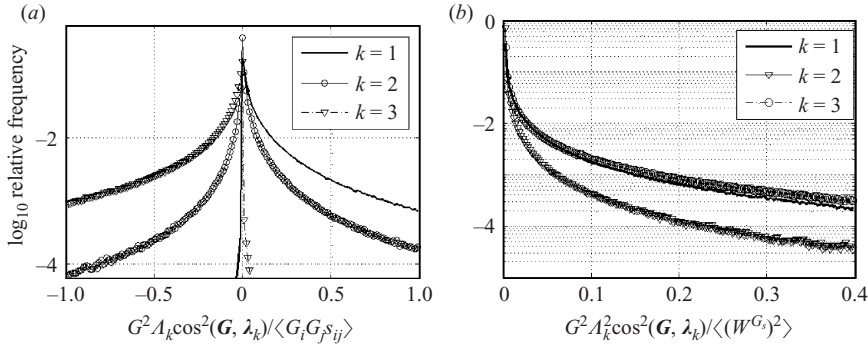 (a)
log₁₀ relative frequency
−2
−4
−1.0 −0.5 0 0.5 1.0
k = 1
k = 2
k = 3
G²Λₖcos²(G, λₖ)/⟨GᵢGⱼsᵢⱼ⟩
(b)
0
−2
−4
0 0.1 0.2 0.3 0.4
k = 1
k = 2
k = 3
G²Λₖ²cos²(G, λₖ)/⟨(W^Gₛ)²⟩